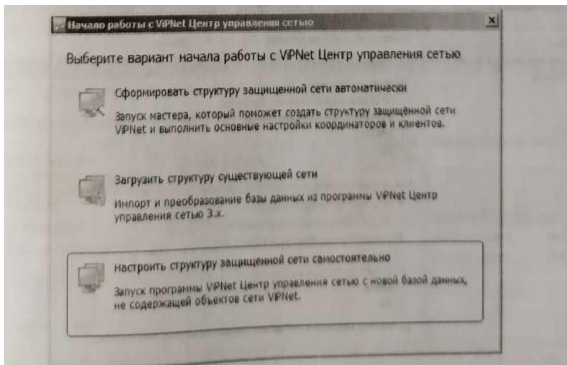 Начало работы с ViPNet Центр управления сетью
Выберите вариант начала работы с ViPNet Центр управления сетью
Сформировать структуру защищенной сети автоматически
Запуск мастера, который поможет создать структуру защищённой сети
ViPNet и выполнить основные настройки координаторов и клиентов.
Загрузить структуру существующей сети
Импорт и преобразование базы данных из программы ViPNet Центр
управления сетью 3.x.
Настроить структуру защищенной сети самостоятельно
Запуск программы ViPNet Центр управления сетью с новой базой данных,
не содержащей объектов сети ViPNet.